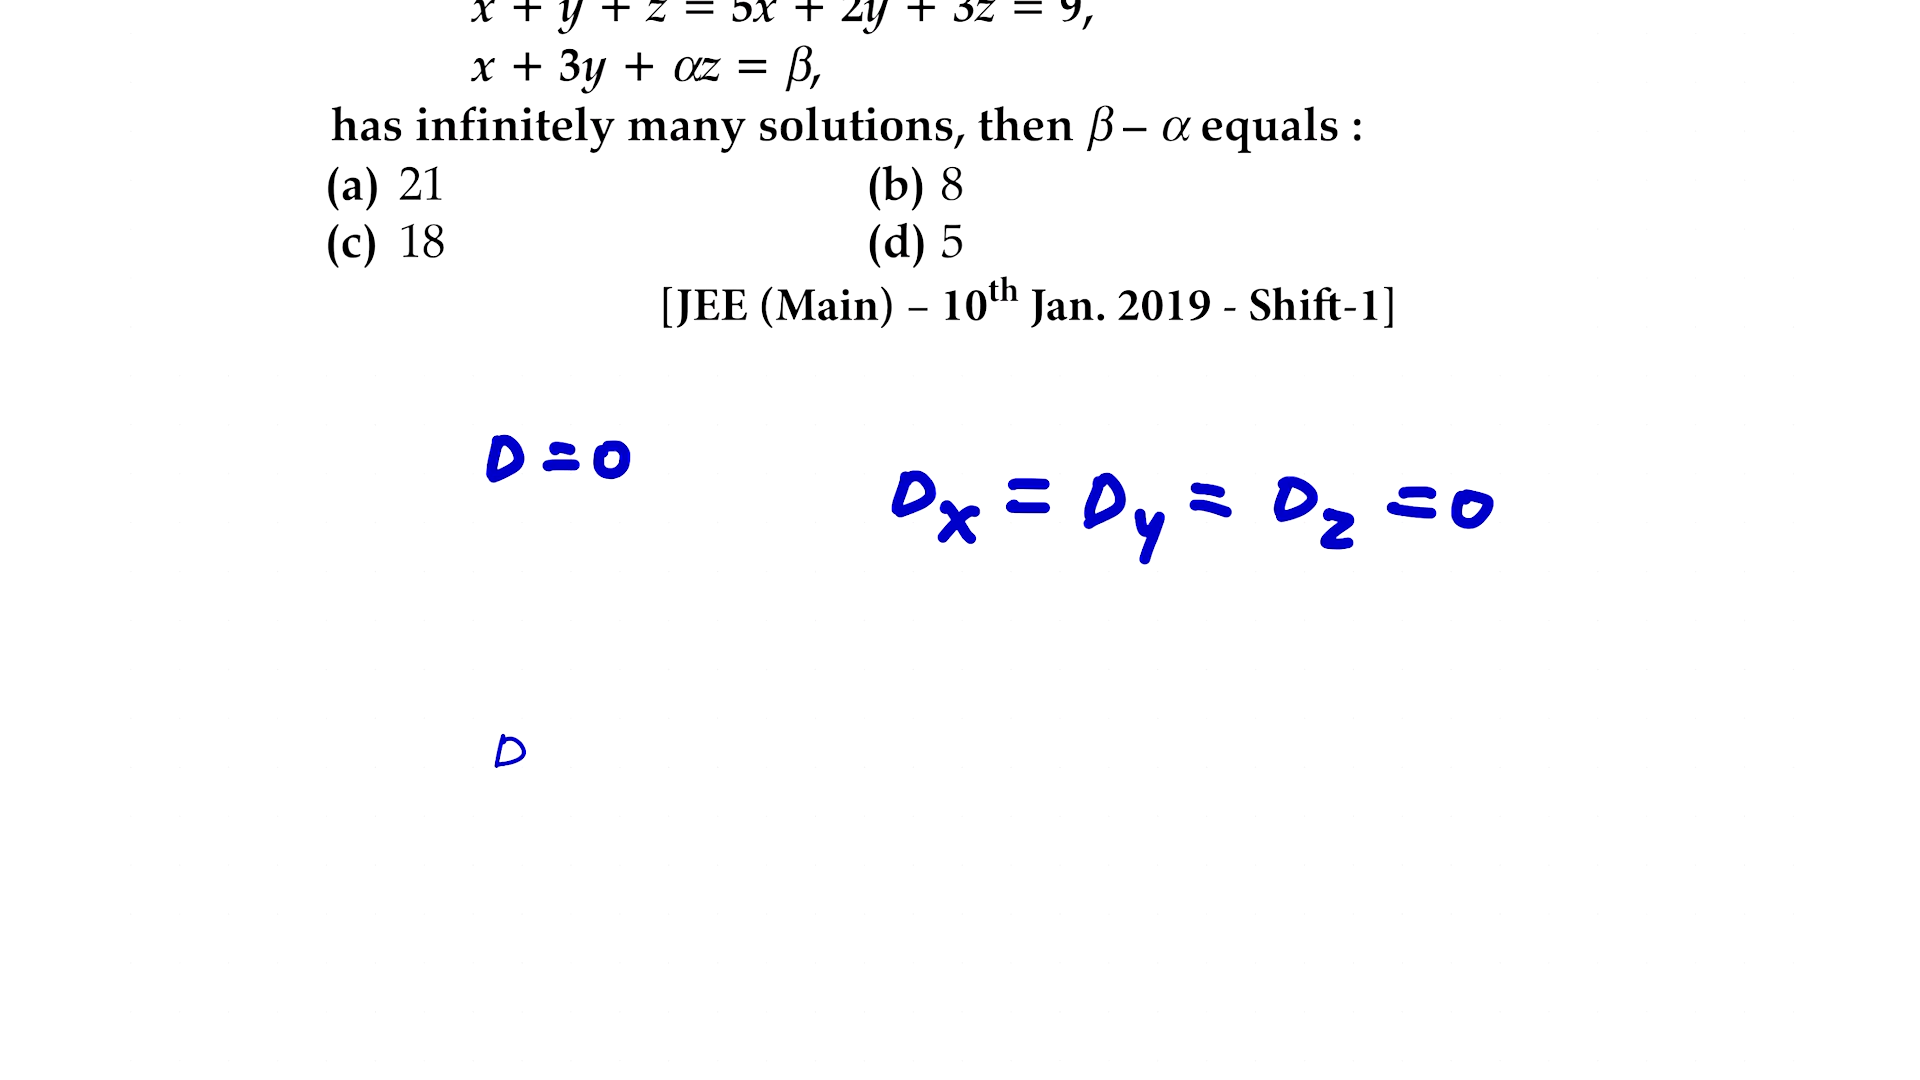 x + y + z = 5x + 2y + 3z = 9,
x + 3y + αz = β,
has infinitely many solutions, then β – α equals :
(a) 21 (b) 8
(c) 18 (d) 5
[JEE (Main) – 10th Jan. 2019 - Shift-1]
D = 0
Dx = Dy = Dz = 0
D